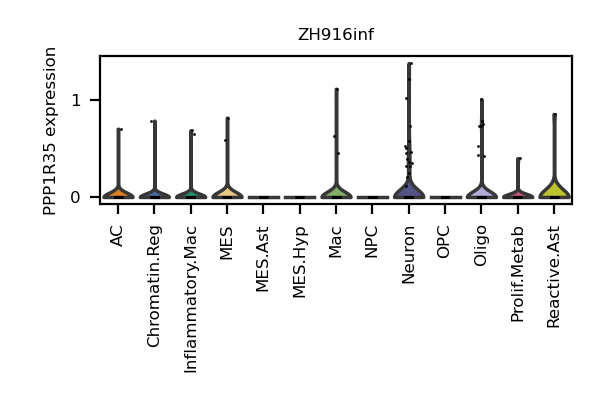 ZH916inf
PPP1R35 expression
1
0
AC
Chromatin.Reg
Inflammatory.Mac
MES
MES.Ast
MES.Hyp
Mac
NPC
Neuron
OPC
Oligo
Prolif.Metab
Reactive.Ast